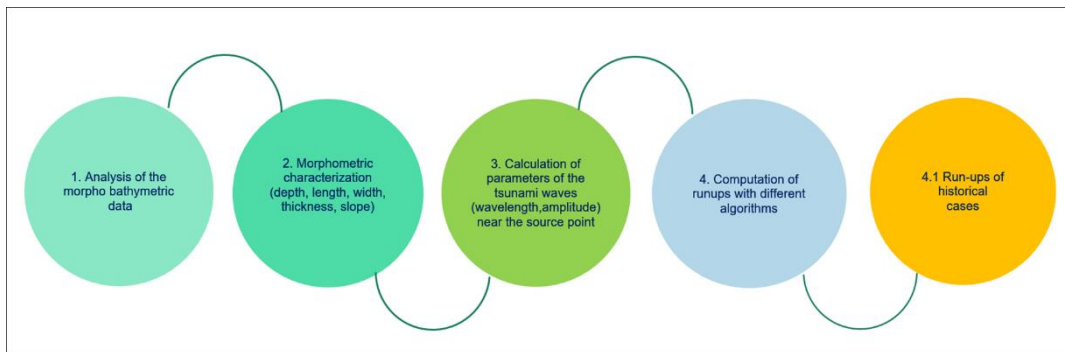 1. Analysis of the
morpho bathymetric
data
2. Morphometric
characterization
(depth, length, width,
thickness, slope)
3. Calculation of
parameters of the
tsunami waves
(wavelength,amplitude)
near the source point
4. Computation of
runups with different
algorithms
4.1 Run-ups of
historical
cases